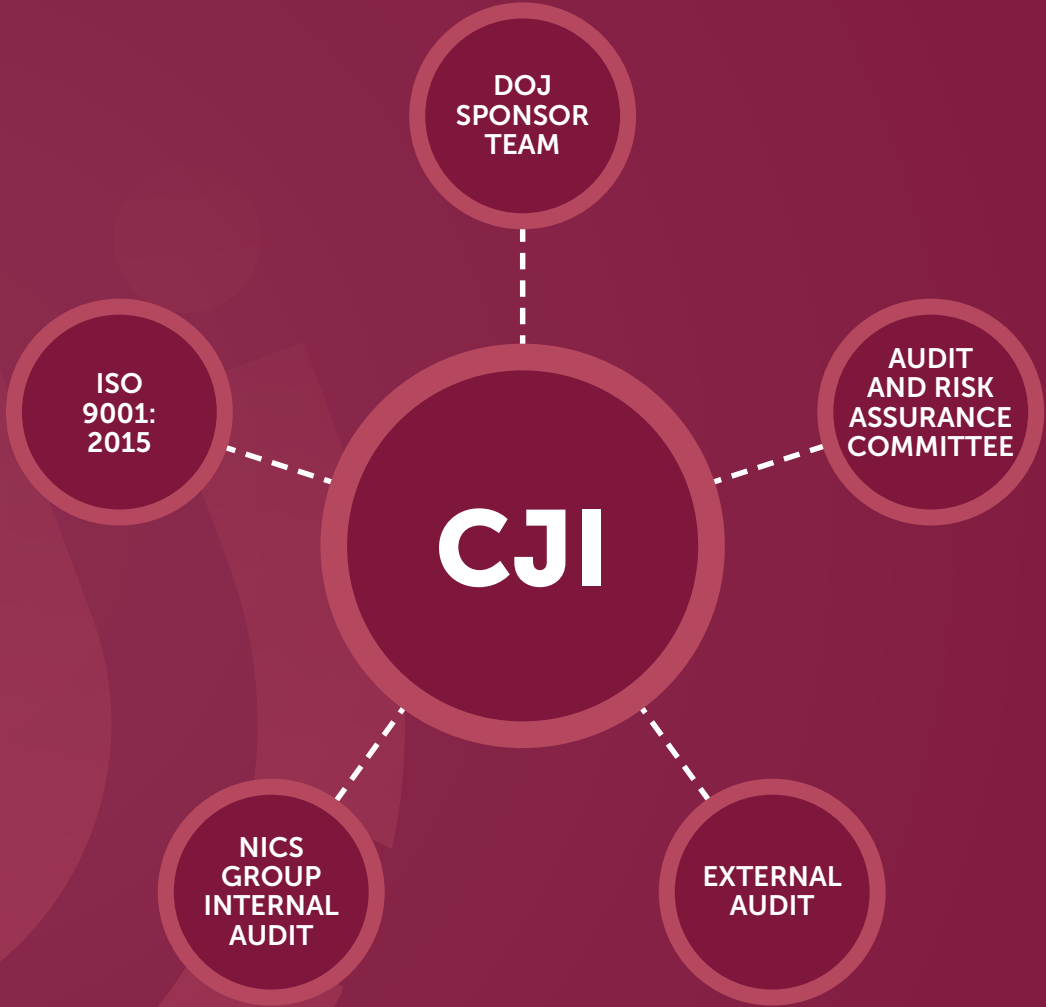 DOJ
SPONSOR
TEAM
ISO
9001:
2015
AUDIT
AND RISK
ASSURANCE
COMMITTEE
CJI
NICS
GROUP
INTERNAL
AUDIT
EXTERNAL
AUDIT